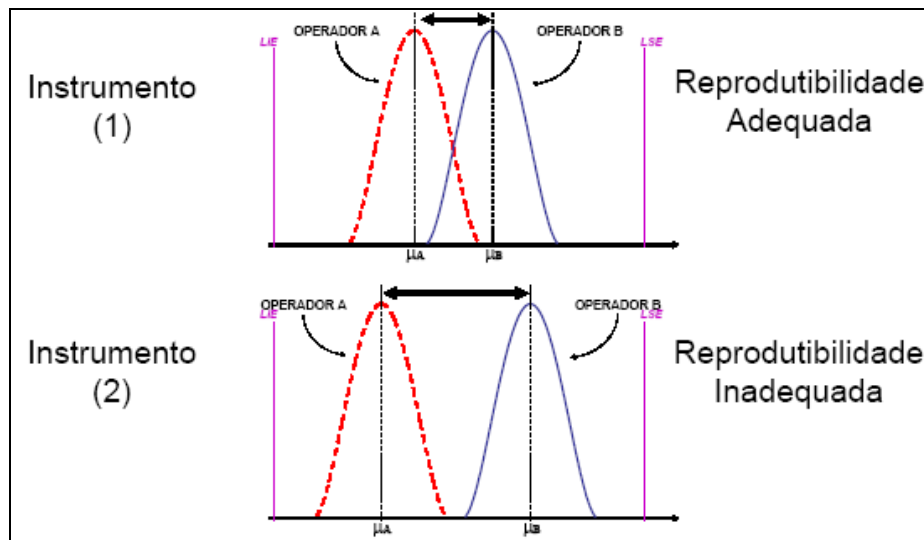 OPERADOR A
OPERADOR B
LIE
LSE
Instrumento
(1)
Reprodutibilidade
Adequada
μA
μB
OPERADOR A
OPERADOR B
LIE
LSE
Instrumento
(2)
Reprodutibilidade
Inadequada
μA
μB